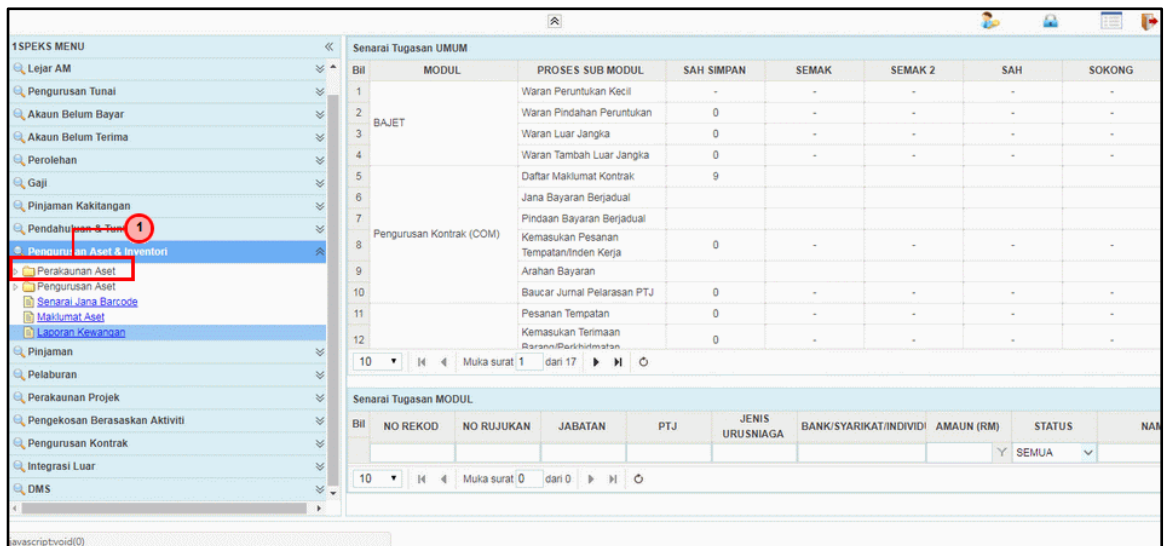 1SPEKS MENU
Lejar AM
Pengurusan Tunai
Akaun Belum Bayar
Akaun Belum Terima
Perolehan
Gaji
Pinjaman Kakitangan
Pendahuluan & Tun
1
Pengurusan Aset & Inventori
Perakaunan Aset
Pengurusan Aset
Senarai Jana Barcode
Maklumat Aset
Laporan Kewangan
Pinjaman
Pelaburan
Perakaunan Projek
Pengekosan Berasaskan Aktiviti
Pengurusan Kontrak
Integrasi Luar
DMS
javascript:void(0)
Senarai Tugasan UMUM
Bil MODUL PROSES SUB MODUL SAH SIMPAN SEMAK SEMAK 2 SAH SOKONG
1 Waran Peruntukan Kecil - - - - -
2 Waran Pindahan Peruntukan 0 - - - -
BAJET
3 Waran Luar Jangka 0 - - - -
4 Waran Tambah Luar Jangka 0 - - - -
5 Daftar Maklumat Kontrak 9
6 Jana Bayaran Berjadual
7 Pindaan Bayaran Berjadual
Pengurusan Kontrak (COM)
8 Kemasukan Pesanan
Tempatan/Inden Kerja 0 - - - -
9 Arahan Bayaran
10 Baucar Jurnal Pelarasan PTJ 0 - - - -
11 Pesanan Tempatan 0 - - - -
12 Kemasukan Terimaan
Barang/Perkhidmatan 0 - - - -
10 Muka surat 1 dari 17
Senarai Tugasan MODUL
Bil NO REKOD NO RUJUKAN JABATAN PTJ JENIS
URUSNIAGA BANK/SYARIKAT/INDIVIDU AMAUN (RM) STATUS NAM
SEMUA
10 Muka surat 0 dari 0